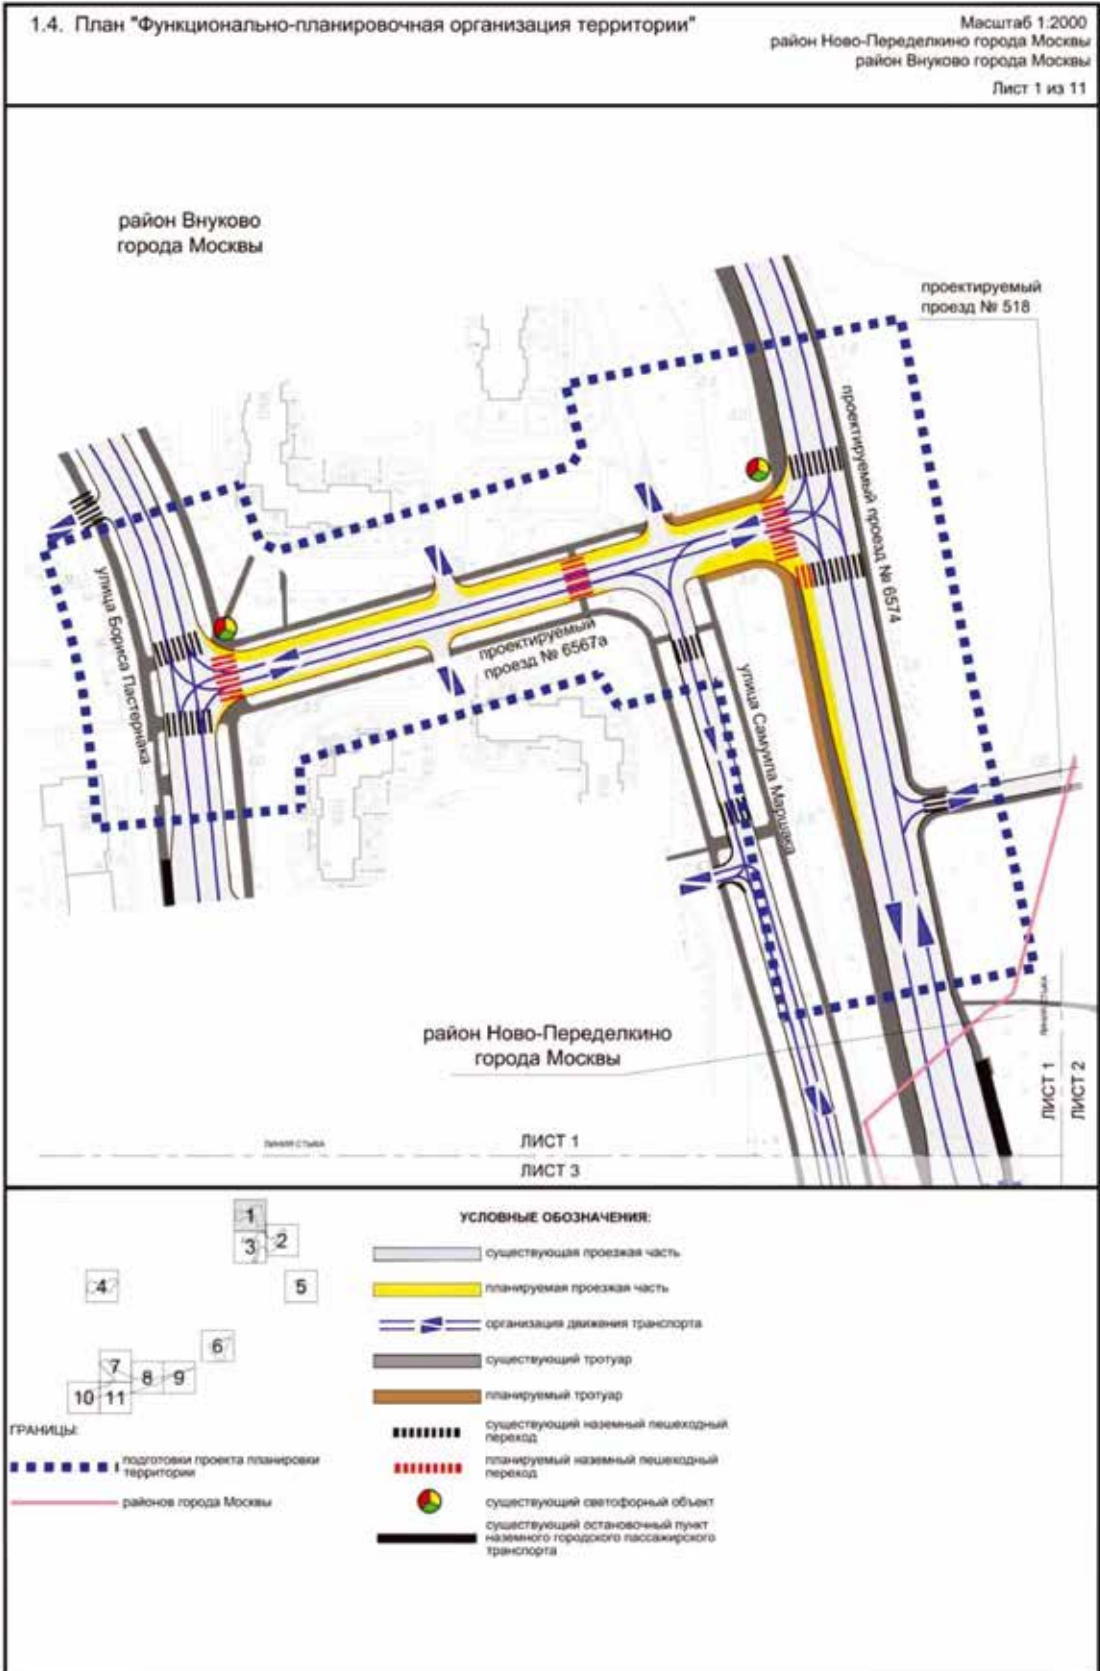 1.4. План "Функционально-планировочная организация территории"
Масштаб 1:2000
район Ново-Переделкино города Москвы
район Внуково города Москвы
Лист 1 из 11
район Внуково
города Москвы
проектируемый
проезд № 518
проектируемый проезд № 6574
улица Бориса Пастернака
проектируемый
проезд № 6567а
улица Самуила Маршака
район Ново-Переделкино
города Москвы
ЛИНИЯ СТЫКА
ЛИСТ 1
ЛИСТ 2
ЛИНИЯ СТЫКА
ЛИСТ 1
ЛИСТ 3
1
3 2
4
5
6
7
8 9
10 11
ГРАНИЦЫ:
подготовки проекта планировки
территории
районов города Москвы
УСЛОВНЫЕ ОБОЗНАЧЕНИЯ:
существующая проезжая часть
планируемая проезжая часть
организация движения транспорта
существующий тротуар
планируемый тротуар
существующий наземный пешеходный
переход
планируемый наземный пешеходный
переход
существующий светофорный объект
существующий остановочный пункт
наземного городского пассажирского
транспорта